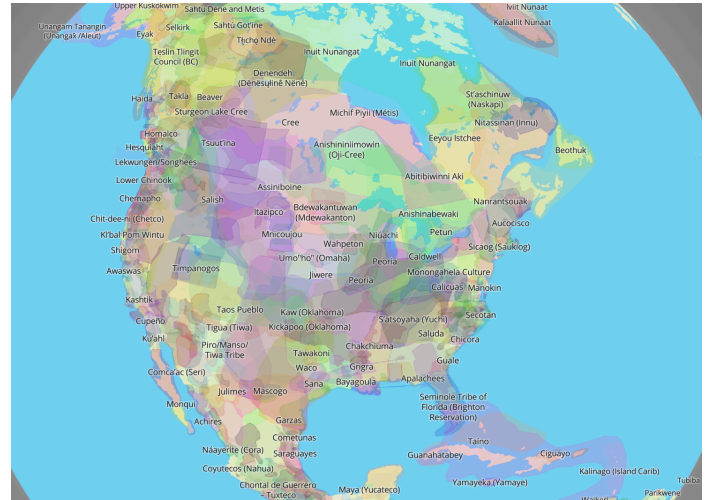 Upper Kuskokwim
Sahtu Dene and Metis
Iviit Nunaat
Unangam Tanangin
(Unangax̂ /Aleut)
Selkirk
Sahtú Got'ine
Kalaallit Nunaat
Eyak
Tłı̨chǫ Ndè
Teslin Tlingit
Council (BC)
Inuit Nunangat
Inuit Nunangat
Denendeh
(Dënësųłinë Nëné)
Haida
Takla
Beaver
St'aschinuw
(Naskapi)
Sturgeon Lake Cree
Michif Piyii (Métis)
Cree
Nitassinan (Innu)
Homalco
Hesquiaht
Tsuut'ina
Anishininiimowin
(Oji-Cree)
Eeyou Istchee
Beothuk
Lekwungen/Songhees
Lower Chinook
Assiniboine
Abitibiwinni Aki
Chemapho
Salish
Nanrantsouak
Itazipco
Bdewakantuwan
(Mdewakanton)
Anishinabewaki
Chit-dee-ni (Chetco)
Aucocisco
Mnicoujou
Niúachi
Petun
Kl'bal Pom Wintu
Wahpeton
Sicaog (Saukiog)
Shigom
Umoⁿhoⁿ (Omaha)
Peoria
Caldwell
Awaswas
Timpanogos
Jiwere
Monongahela Culture
Peoria
Calicuas
Manokin
Kashtik
Taos Pueblo
Kaw (Oklahoma)
Secotan
Cupeño
Tigua (Tiwa)
Kickapoo (Oklahoma)
S'atsoyaha (Yuchi)
Ku'ahl
Piro/Manso/
Tiwa Tribe
Saluda
Chicora
Tawakoni
Chakchiuma
Guale
Comca'ac (Seri)
Waco
Grigra
Julimes
Mascogo
Sana
Bayagoula
Apalachees
Monqui
Seminole Tribe of
Florida (Brighton
Reservation)
Achires
Garzas
Cometunas
Taino
Náayerite (Cora)
Saraguayes
Guanahatabey
Ciguayo
Coyutecos (Nahua)
Kalinago (Island Carib)
Chontal de Guerrero
– Tuxteco
Maya (Yucateco)
Yamayeka (Yamaye)
Tubiba
Parikwene